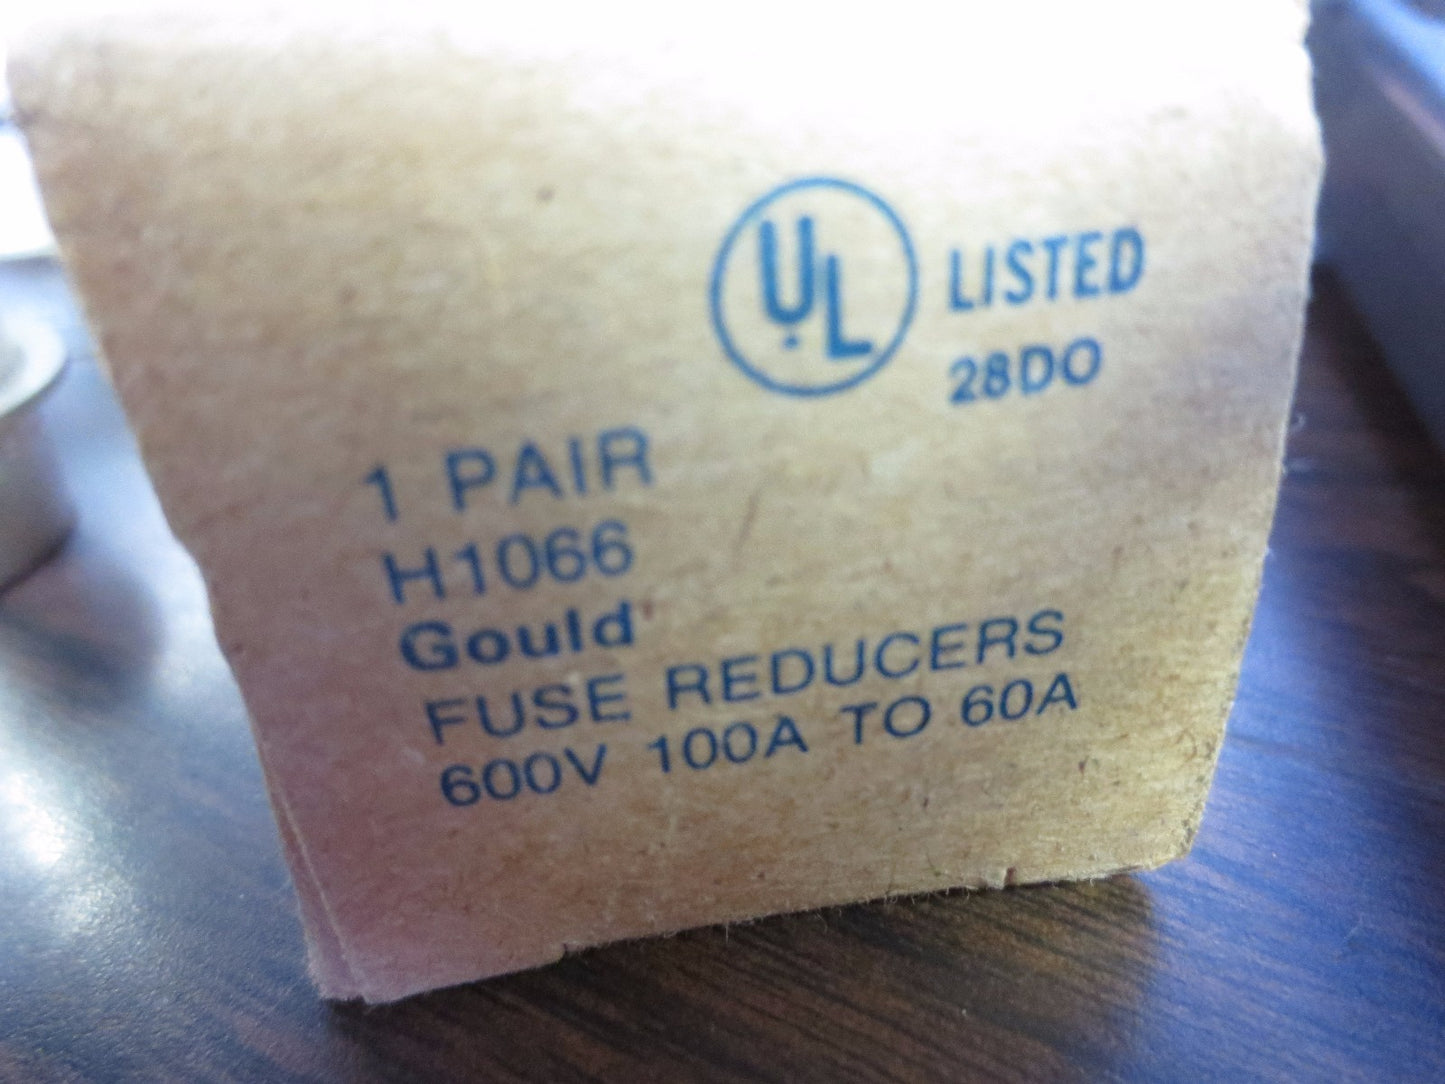 UL LISTED
28DO
1 PAIR
H1066
Gould
FUSE REDUCERS
600V 100A TO 60A